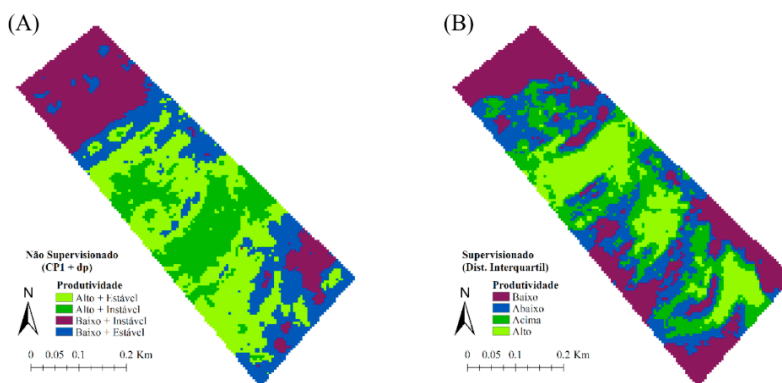 (A)
Não Supervisionado
(CP1 + dp)
Produtividade
Alto + Estável
Alto + Instável
Baixo + Instável
Baixo + Estável
N
0 0.05 0.1 0.2 Km
(B)
Supervisionado
(Dist. Interquartil)
Produtividade
Baixo
Abaixo
Acima
Alto
N
0 0.05 0.1 0.2 Km